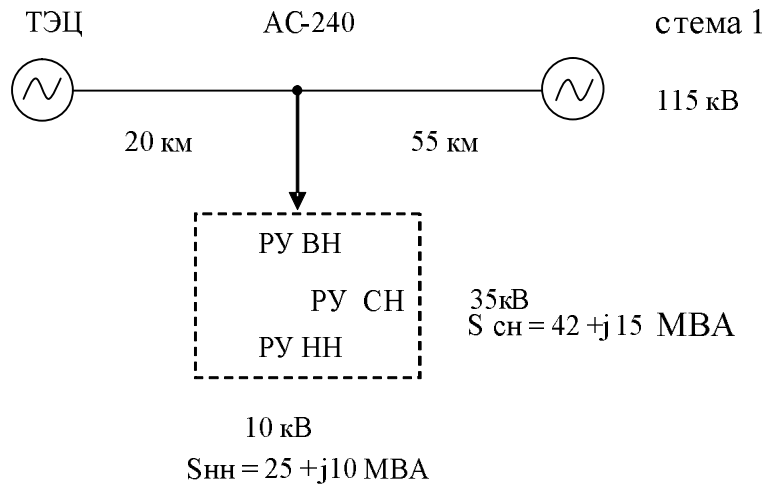 ТЭЦ АС-240 стема 1
115 кВ
20 км 55 км
РУ ВН
РУ СН
РУ НН
35кВ
S сн = 42 +j 15 МВА
10 кВ
Sнн = 25 +j10 МВА